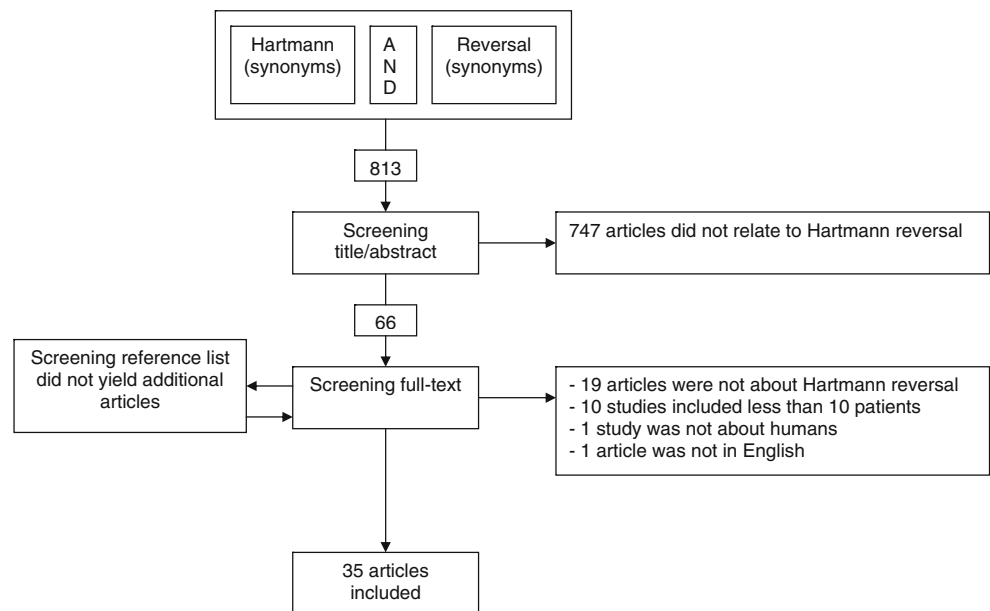 Hartmann
(synonyms)
A
N
D
Reversal
(synonyms)
813
Screening
title/abstract
747 articles did not relate to Hartmann reversal
66
Screening reference list
did not yield additional
articles
Screening full-text
- 19 articles were not about Hartmann reversal
- 10 studies included less than 10 patients
- 1 study was not about humans
- 1 article was not in English
35 articles
included